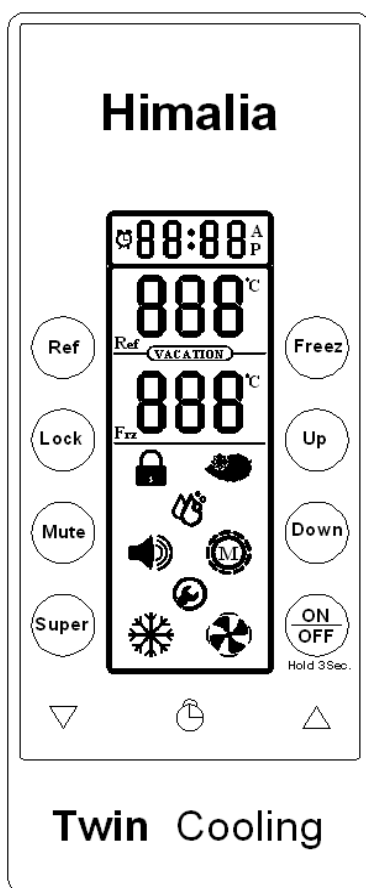 Himalia
88:88 A
P
888 °C
Ref
VACATION
888 °C
Frz
Ref
Freez
Lock
Up
Mute
M
Down
Super
ON
OFF
Hold 3Sec.
Twin Cooling